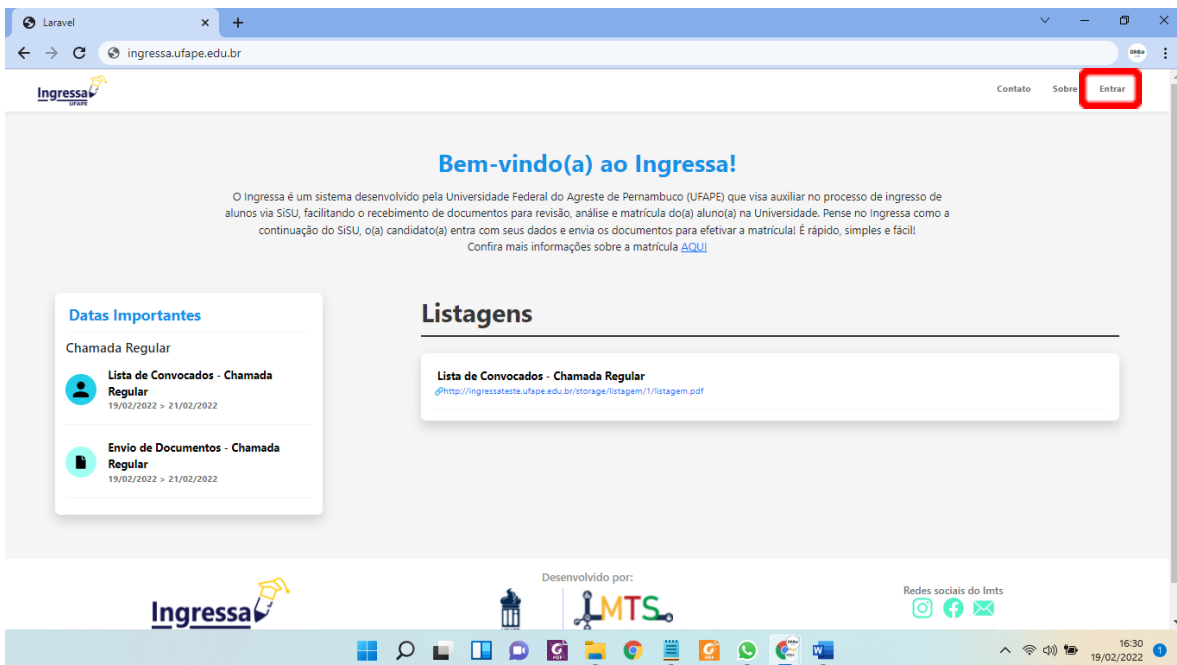 Laravel
ingressa.ufape.edu.br
Ingressa
UFAPE
Contato Sobre Entrar
Bem-vindo(a) ao Ingressa!
O Ingressa é um sistema desenvolvido pela Universidade Federal do Agreste de Pernambuco (UFAPE) que visa auxiliar no processo de ingresso de
alunos via SiSU, facilitando o recebimento de documentos para revisão, análise e matrícula do(a) aluno(a) na Universidade. Pense no Ingressa como a
continuação do SiSU, o(a) candidato(a) entra com seus dados e envia os documentos para efetivar a matrícula! É rápido, simples e fácil!
Confira mais informações sobre a matrícula AQUI
Datas Importantes
Chamada Regular
Lista de Convocados - Chamada
Regular
19/02/2022 > 21/02/2022
Envio de Documentos - Chamada
Regular
19/02/2022 > 21/02/2022
Listagens
Lista de Convocados - Chamada Regular
http://ingressateste.ufape.edu.br/storage/listagem/1/listagem.pdf
Ingressa
Desenvolvido por:
LMTS
Redes sociais do lmts
16:30
19/02/2022
1